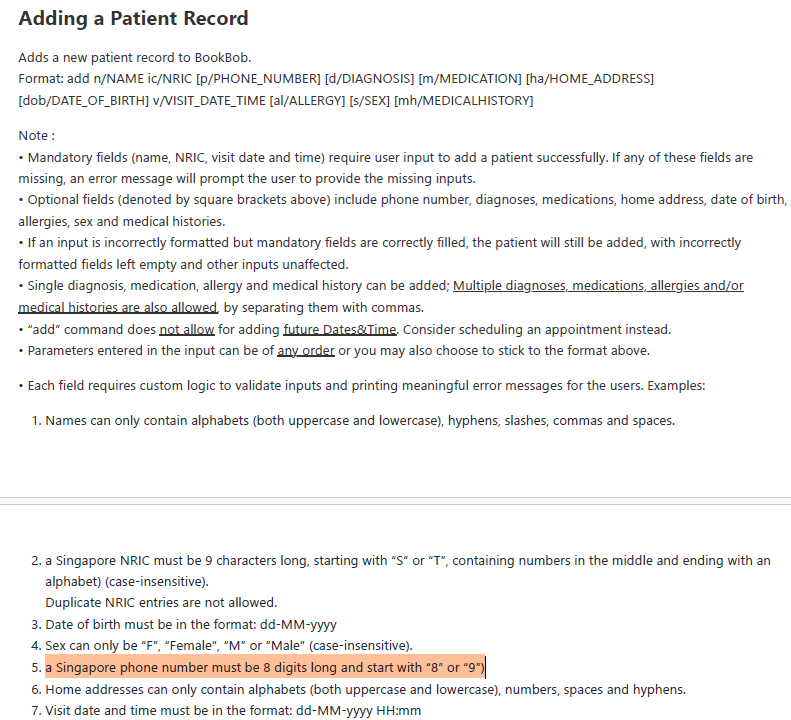 Adding a Patient Record
Adds a new patient record to BookBob.
Format: add n/NAME ic/NRIC [p/PHONE_NUMBER] [d/DIAGNOSIS] [m/MEDICATION] [ha/HOME_ADDRESS]
[dob/DATE_OF_BIRTH] v/VISIT_DATE_TIME [al/ALLERGY] [s/SEX] [mh/MEDICALHISTORY]
Note :
• Mandatory fields (name, NRIC, visit date and time) require user input to add a patient successfully. If any of these fields are
missing, an error message will prompt the user to provide the missing inputs.
• Optional fields (denoted by square brackets above) include phone number, diagnoses, medications, home address, date of birth,
allergies, sex and medical histories.
• If an input is incorrectly formatted but mandatory fields are correctly filled, the patient will still be added, with incorrectly
formatted fields left empty and other inputs unaffected.
• Single diagnosis, medication, allergy and medical history can be added; Multiple diagnoses, medications, allergies and/or
medical histories are also allowed, by separating them with commas.
• “add” command does not allow for adding future Dates&Time. Consider scheduling an appointment instead.
• Parameters entered in the input can be of any order or you may also choose to stick to the format above.
• Each field requires custom logic to validate inputs and printing meaningful error messages for the users. Examples:
1. Names can only contain alphabets (both uppercase and lowercase), hyphens, slashes, commas and spaces.
2. a Singapore NRIC must be 9 characters long, starting with “S” or “T”, containing numbers in the middle and ending with an
alphabet) (case-insensitive).
Duplicate NRIC entries are not allowed.
3. Date of birth must be in the format: dd-MM-yyyy
4. Sex can only be “F”, “Female”, “M” or “Male” (case-insensitive).
5. a Singapore phone number must be 8 digits long and start with “8” or “9”)
6. Home addresses can only contain alphabets (both uppercase and lowercase), numbers, spaces and hyphens.
7. Visit date and time must be in the format: dd-MM-yyyy HH:mm